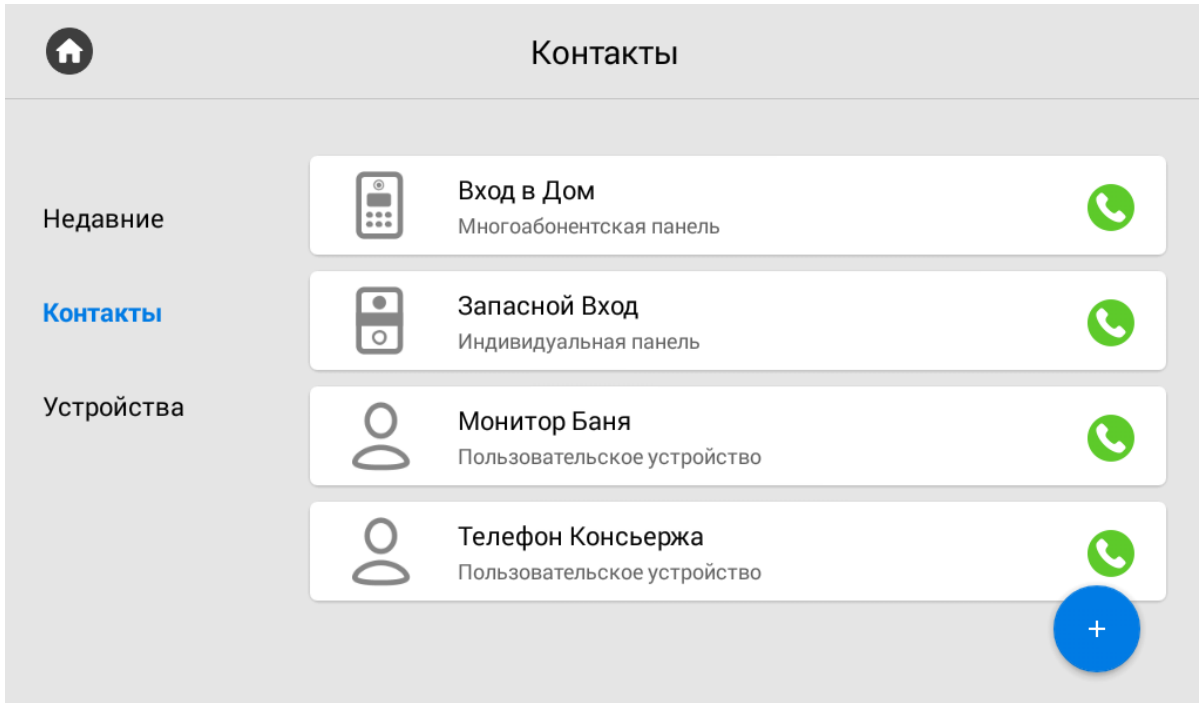 Контакты
Недавние
Контакты
Устройства
Вход в Дом
Многоабонентская панель
Запасной Вход
Индивидуальная панель
Монитор Баня
Пользовательское устройство
Телефон Консьержа
Пользовательское устройство
+